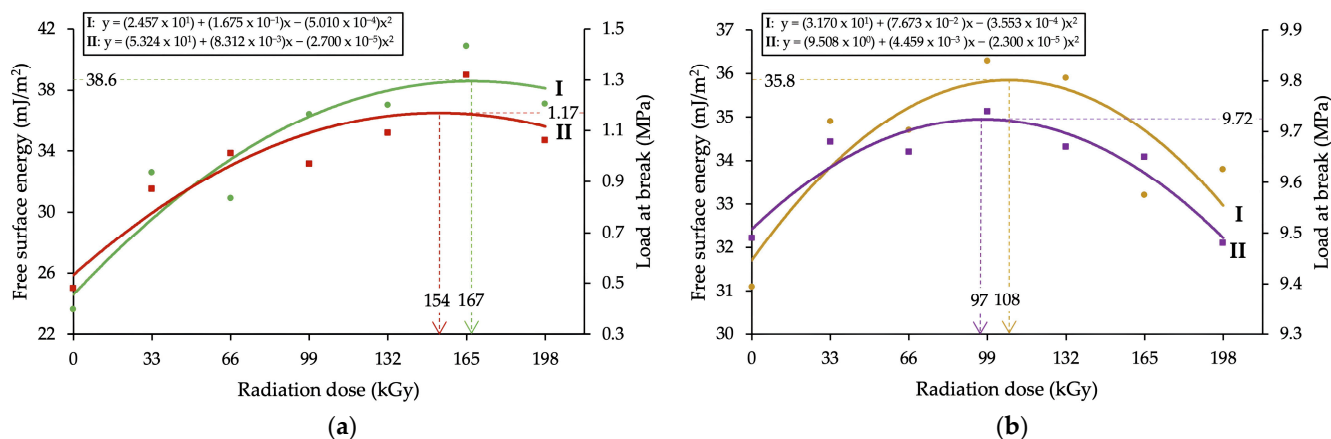 I: y = (2.457 x 10¹) + (1.675 x 10⁻¹)x − (5.010 x 10⁻⁴)x²
II: y = (5.324 x 10¹) + (8.312 x 10⁻³)x − (2.700 x 10⁻⁵)x²
Free surface energy (mJ/m²)
42
38
34
30
26
22
38.6
I
1.17
II
154
167
1.5
1.3
1.1
0.9
0.7
0.5
0.3
Load at break (MPa)
0 33 66 99 132 165 198
Radiation dose (kGy)
(a)
I: y = (3.170 x 10¹) + (7.673 x 10⁻²)x − (3.553 x 10⁻⁴)x²
II: y = (9.508 x 10⁰) + (4.459 x 10⁻³)x − (2.300 x 10⁻⁵)x²
Free surface energy (mJ/m²)
37
36
35
34
33
32
31
30
35.8
9.72
I
II
97
108
9.9
9.8
9.7
9.6
9.5
9.4
9.3
Load at break (MPa)
0 33 66 99 132 165 198
Radiation dose (kGy)
(b)